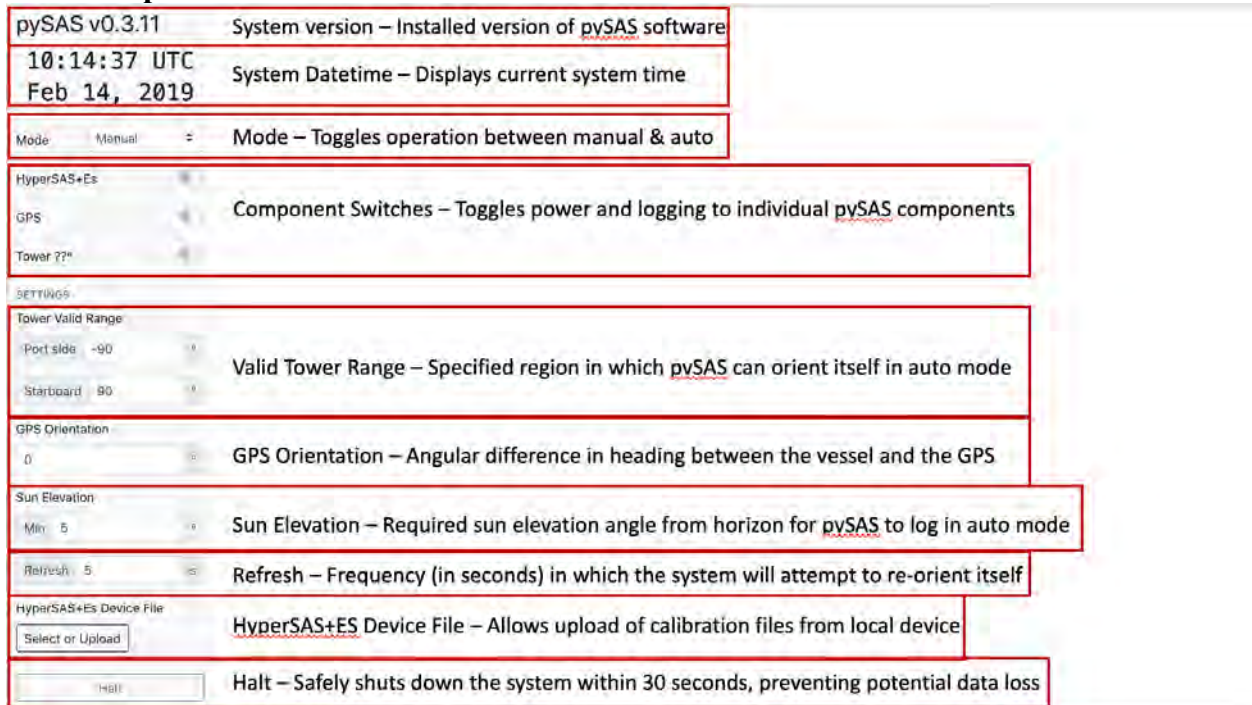 pySAS v0.3.11 System version – Installed version of pySAS software
10:14:37 UTC
Feb 14, 2019
System Datetime – Displays current system time
Mode Manual Mode – Toggles operation between manual & auto
HyperSAS+Es
GPS
Tower ??°
Component Switches – Toggles power and logging to individual pySAS components
SETTINGS
Tower Valid Range
Port side -90 °
Starboard 90 °
Valid Tower Range – Specified region in which pySAS can orient itself in auto mode
GPS Orientation
0 °
GPS Orientation – Angular difference in heading between the vessel and the GPS
Sun Elevation
Min 5 °
Sun Elevation – Required sun elevation angle from horizon for pySAS to log in auto mode
Refresh 5 s
Refresh – Frequency (in seconds) in which the system will attempt to re-orient itself
HyperSAS+Es Device File
Select or Upload
HyperSAS+ES Device File – Allows upload of calibration files from local device
Halt
Halt – Safely shuts down the system within 30 seconds, preventing potential data loss